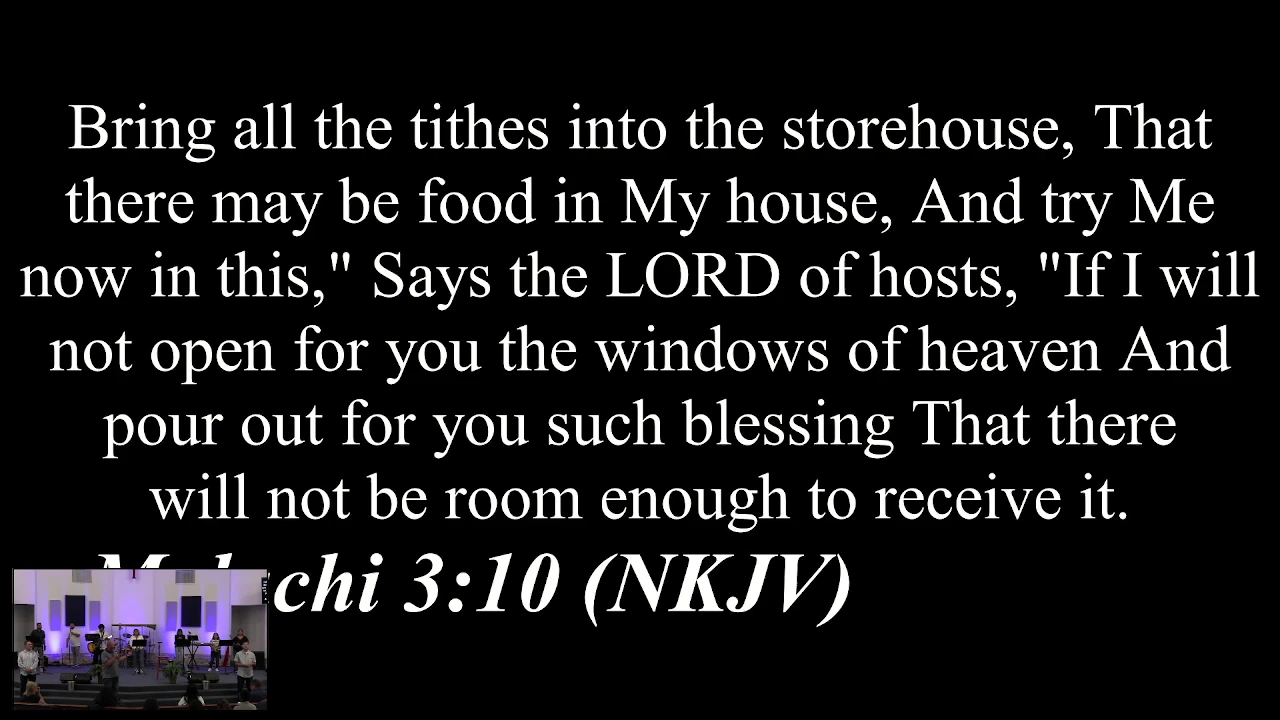 Bring all the tithes into the storehouse, That
there may be food in My house, And try Me
now in this," Says the LORD of hosts, "If I will
not open for you the windows of heaven And
pour out for you such blessing That there
will not be room enough to receive it.
Malachi 3:10 (NKJV)